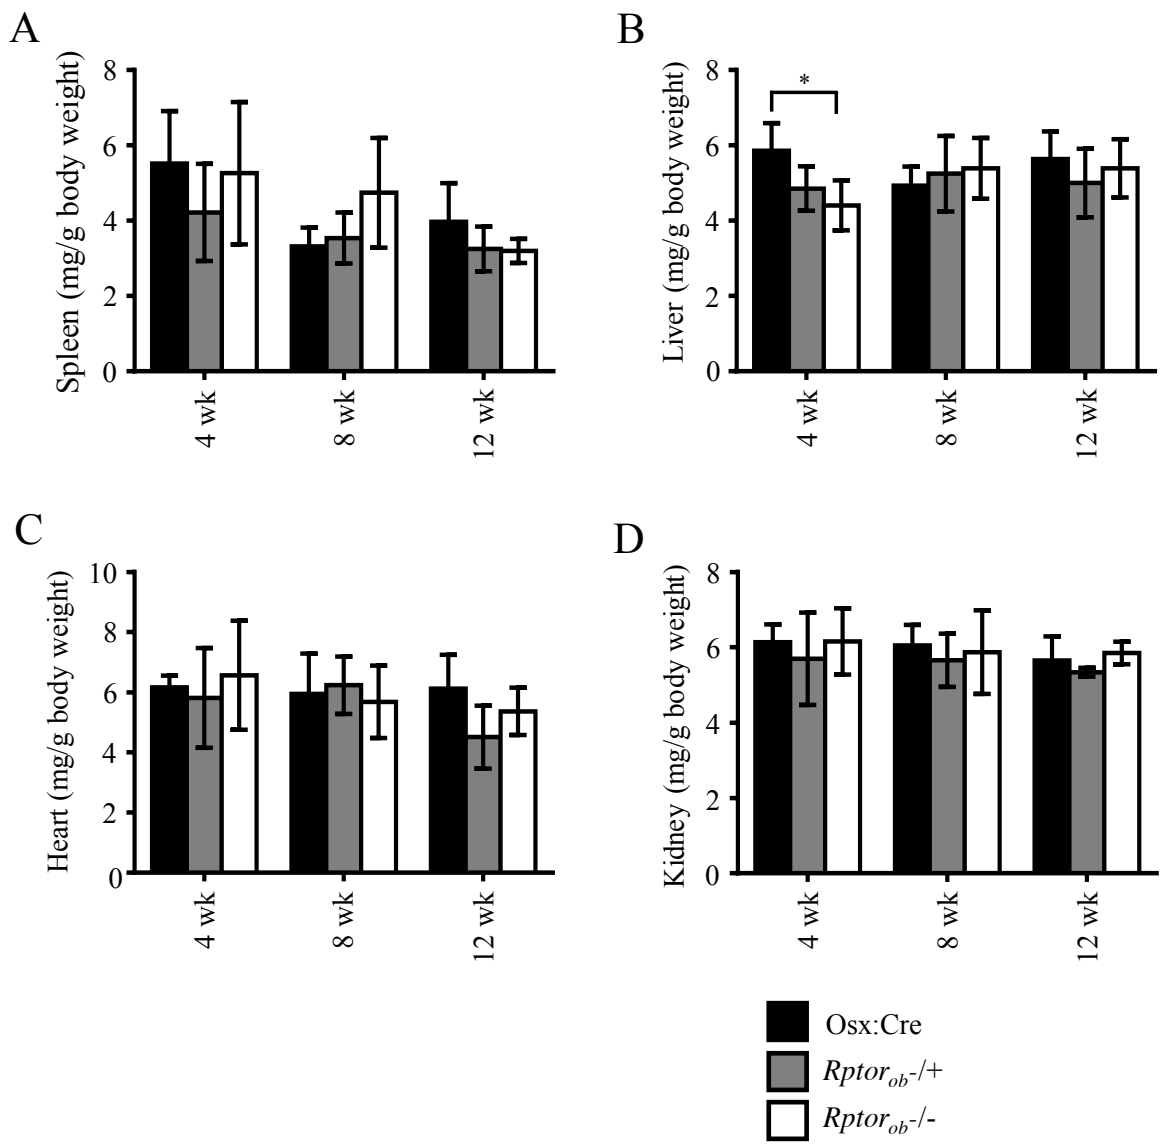 A
Spleen (mg/g body weight)
8
6
4
2
0
4 wk
8 wk
12 wk
B
Liver (mg/g body weight)
8
6
4
2
0
*
4 wk
8 wk
12 wk
C
Heart (mg/g body weight)
10
8
6
4
2
0
4 wk
8 wk
12 wk
D
Kidney (mg/g body weight)
8
6
4
2
0
4 wk
8 wk
12 wk
Osx:Cre
Rptorob-/+
Rptorob-/-